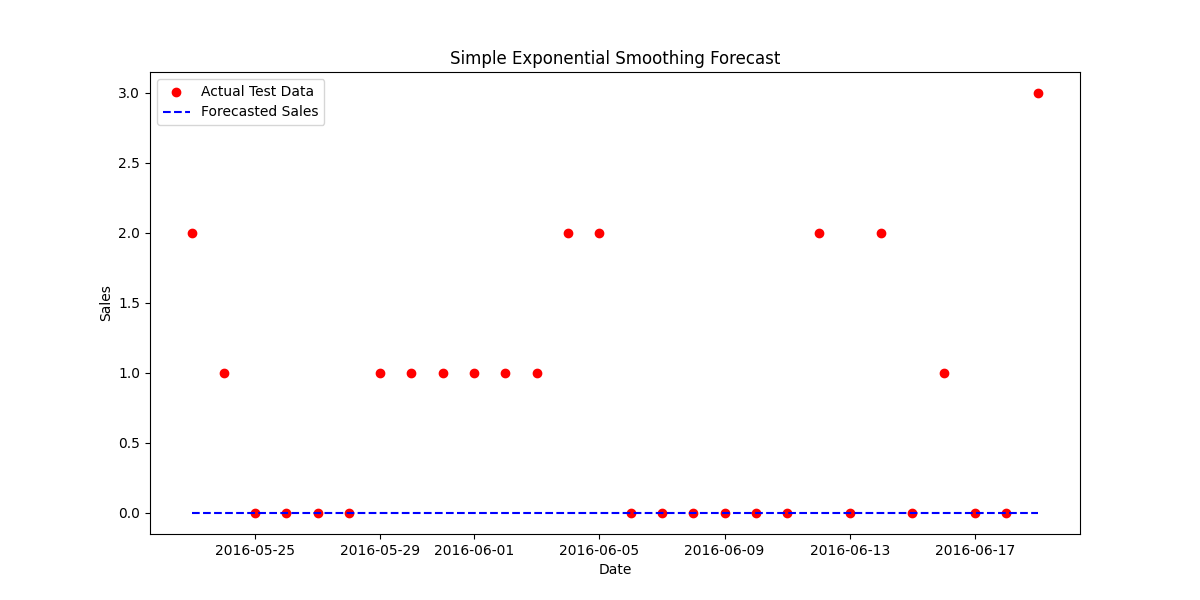 Simple Exponential Smoothing Forecast
Actual Test Data
Forecasted Sales
3.0
2.5
2.0
1.5
1.0
0.5
0.0
Sales
2016-05-25 2016-05-29 2016-06-01 2016-06-05 2016-06-09 2016-06-13 2016-06-17
Date